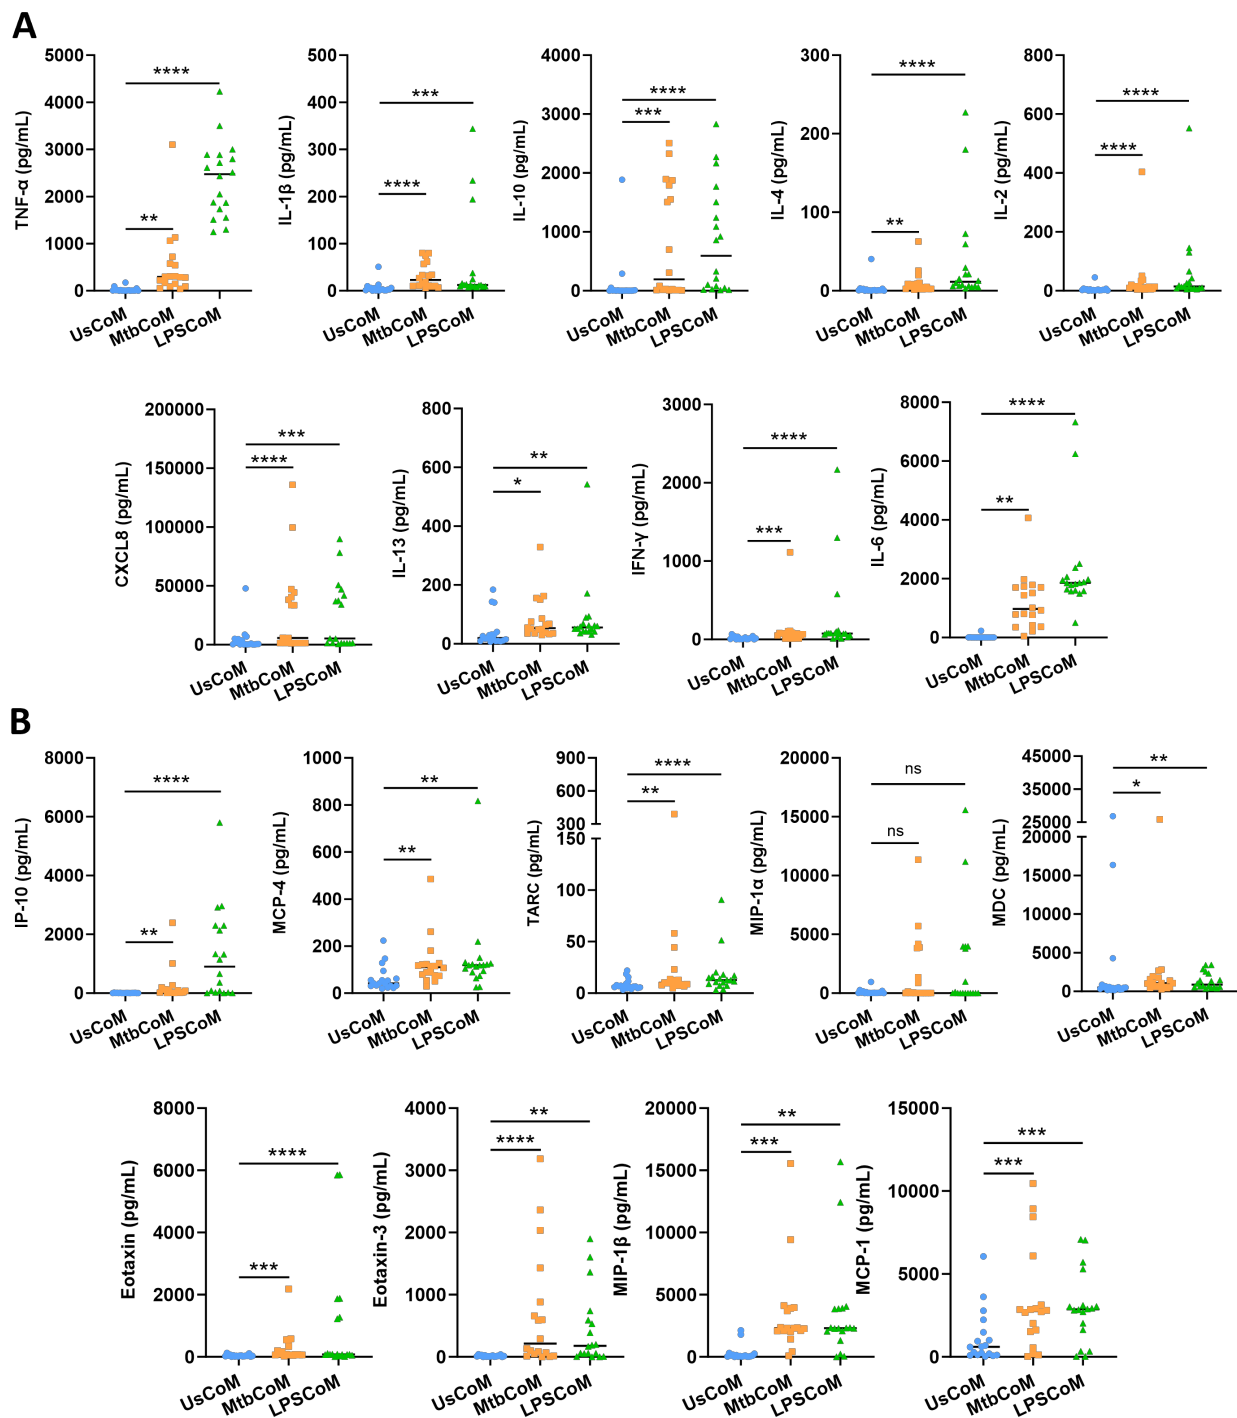 A
TNF-α (pg/mL)
5000
4000
3000
2000
1000
0
****
**
UsCoM
MtbCoM
LPSCoM
IL-1β (pg/mL)
500
400
300
200
100
0
***
****
UsCoM
MtbCoM
LPSCoM
IL-10 (pg/mL)
4000
3000
2000
1000
0
****
***
UsCoM
MtbCoM
LPSCoM
IL-4 (pg/mL)
300
200
100
0
****
**
UsCoM
MtbCoM
LPSCoM
IL-2 (pg/mL)
800
600
400
200
0
****
****
UsCoM
MtbCoM
LPSCoM
CXCL8 (pg/mL)
200000
150000
100000
50000
0
***
****
UsCoM
MtbCoM
LPSCoM
IL-13 (pg/mL)
800
600
400
200
0
**
*
UsCoM
MtbCoM
LPSCoM
IFN-γ (pg/mL)
3000
2000
1000
0
****
***
UsCoM
MtbCoM
LPSCoM
IL-6 (pg/mL)
8000
6000
4000
2000
0
****
**
UsCoM
MtbCoM
LPSCoM
B
IP-10 (pg/mL)
8000
6000
4000
2000
0
****
**
UsCoM
MtbCoM
LPSCoM
MCP-4 (pg/mL)
1000
800
600
400
200
0
**
**
UsCoM
MtbCoM
LPSCoM
TARC (pg/mL)
900
600
300
150
100
50
0
****
**
UsCoM
MtbCoM
LPSCoM
MIP-1α (pg/mL)
20000
15000
10000
5000
0
ns
ns
UsCoM
MtbCoM
LPSCoM
MDC (pg/mL)
45000
35000
25000
20000
15000
10000
5000
0
**
*
UsCoM
MtbCoM
LPSCoM
Eotaxin (pg/mL)
8000
6000
4000
2000
0
****
***
UsCoM
MtbCoM
LPSCoM
Eotaxin-3 (pg/mL)
4000
3000
2000
1000
0
**
****
UsCoM
MtbCoM
LPSCoM
MIP-1β (pg/mL)
20000
15000
10000
5000
0
**
***
UsCoM
MtbCoM
LPSCoM
MCP-1 (pg/mL)
15000
10000
5000
0
***
***
UsCoM
MtbCoM
LPSCoM